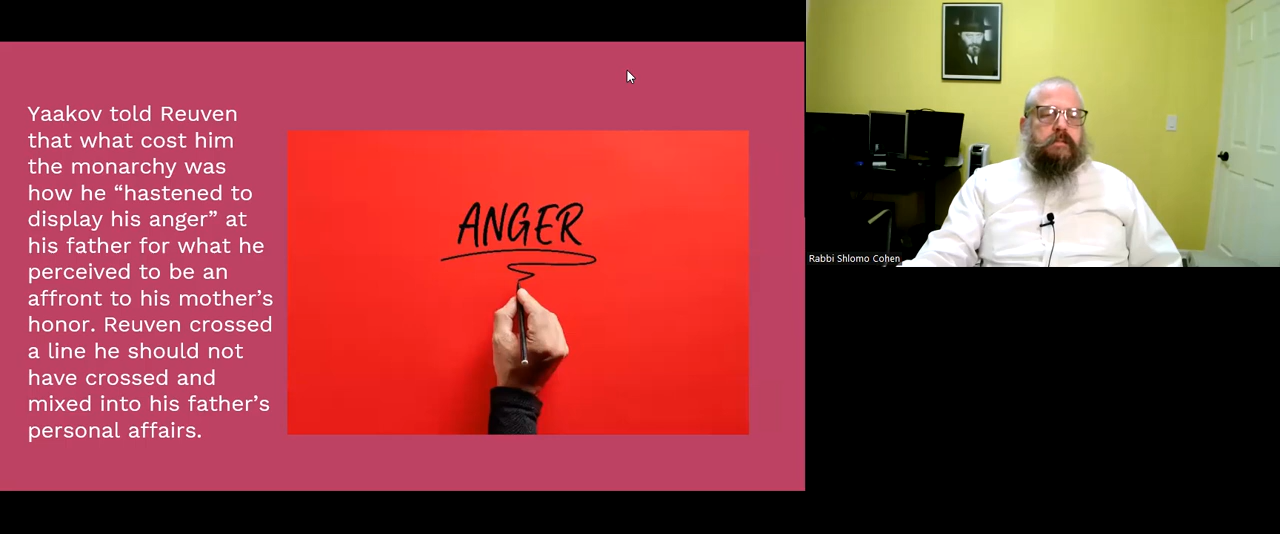 Yaakov told Reuven
that what cost him
the monarchy was
how he “hastened to
display his anger” at
his father for what he
perceived to be an
affront to his mother’s
honor. Reuven crossed
a line he should not
have crossed and
mixed into his father’s
personal affairs.
ANGER
Rabbi Shlomo Cohen